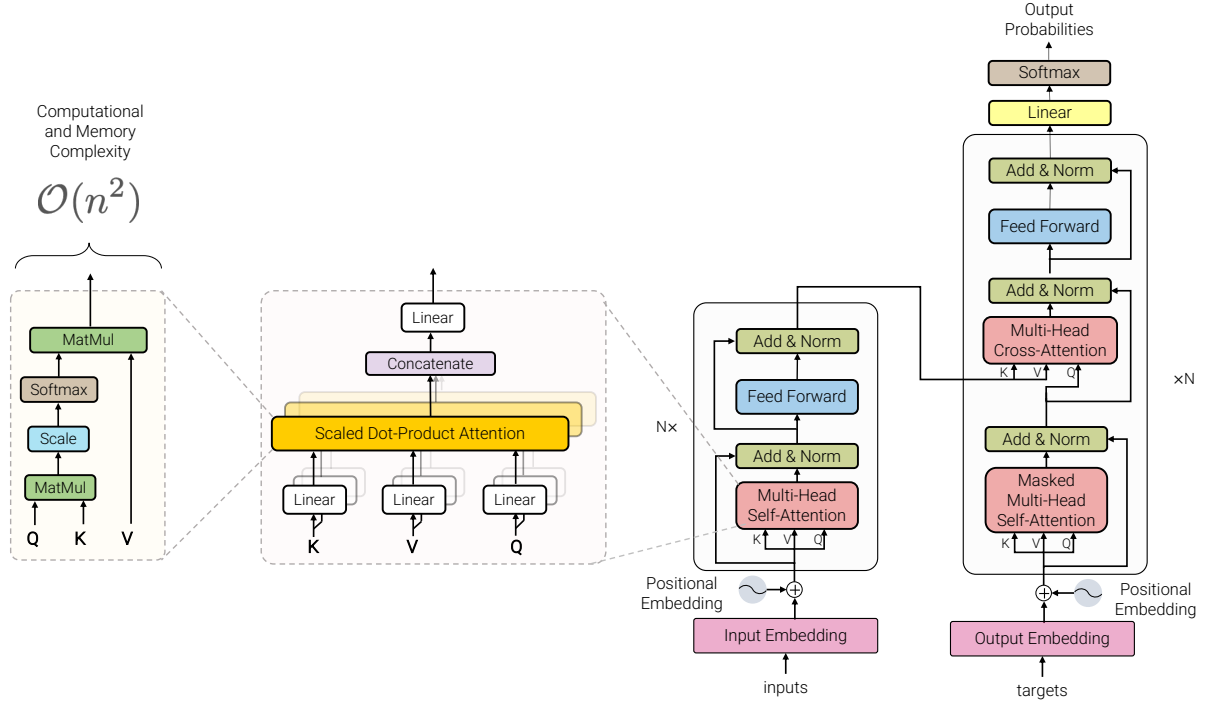 Output
Probabilities
Softmax
Linear
Add & Norm
Feed Forward
Add & Norm
Multi-Head
Cross-Attention
K V Q
×N
Add & Norm
Masked
Multi-Head
Self-Attention
K V Q
Positional
Embedding
Output Embedding
targets
Computational
and Memory
Complexity
O(n²)
MatMul
Softmax
Scale
MatMul
Q K V
Linear
Concatenate
Scaled Dot-Product Attention
Linear Linear Linear
K V Q
N×
Add & Norm
Feed Forward
Add & Norm
Multi-Head
Self-Attention
K V Q
Positional
Embedding
Input Embedding
inputs